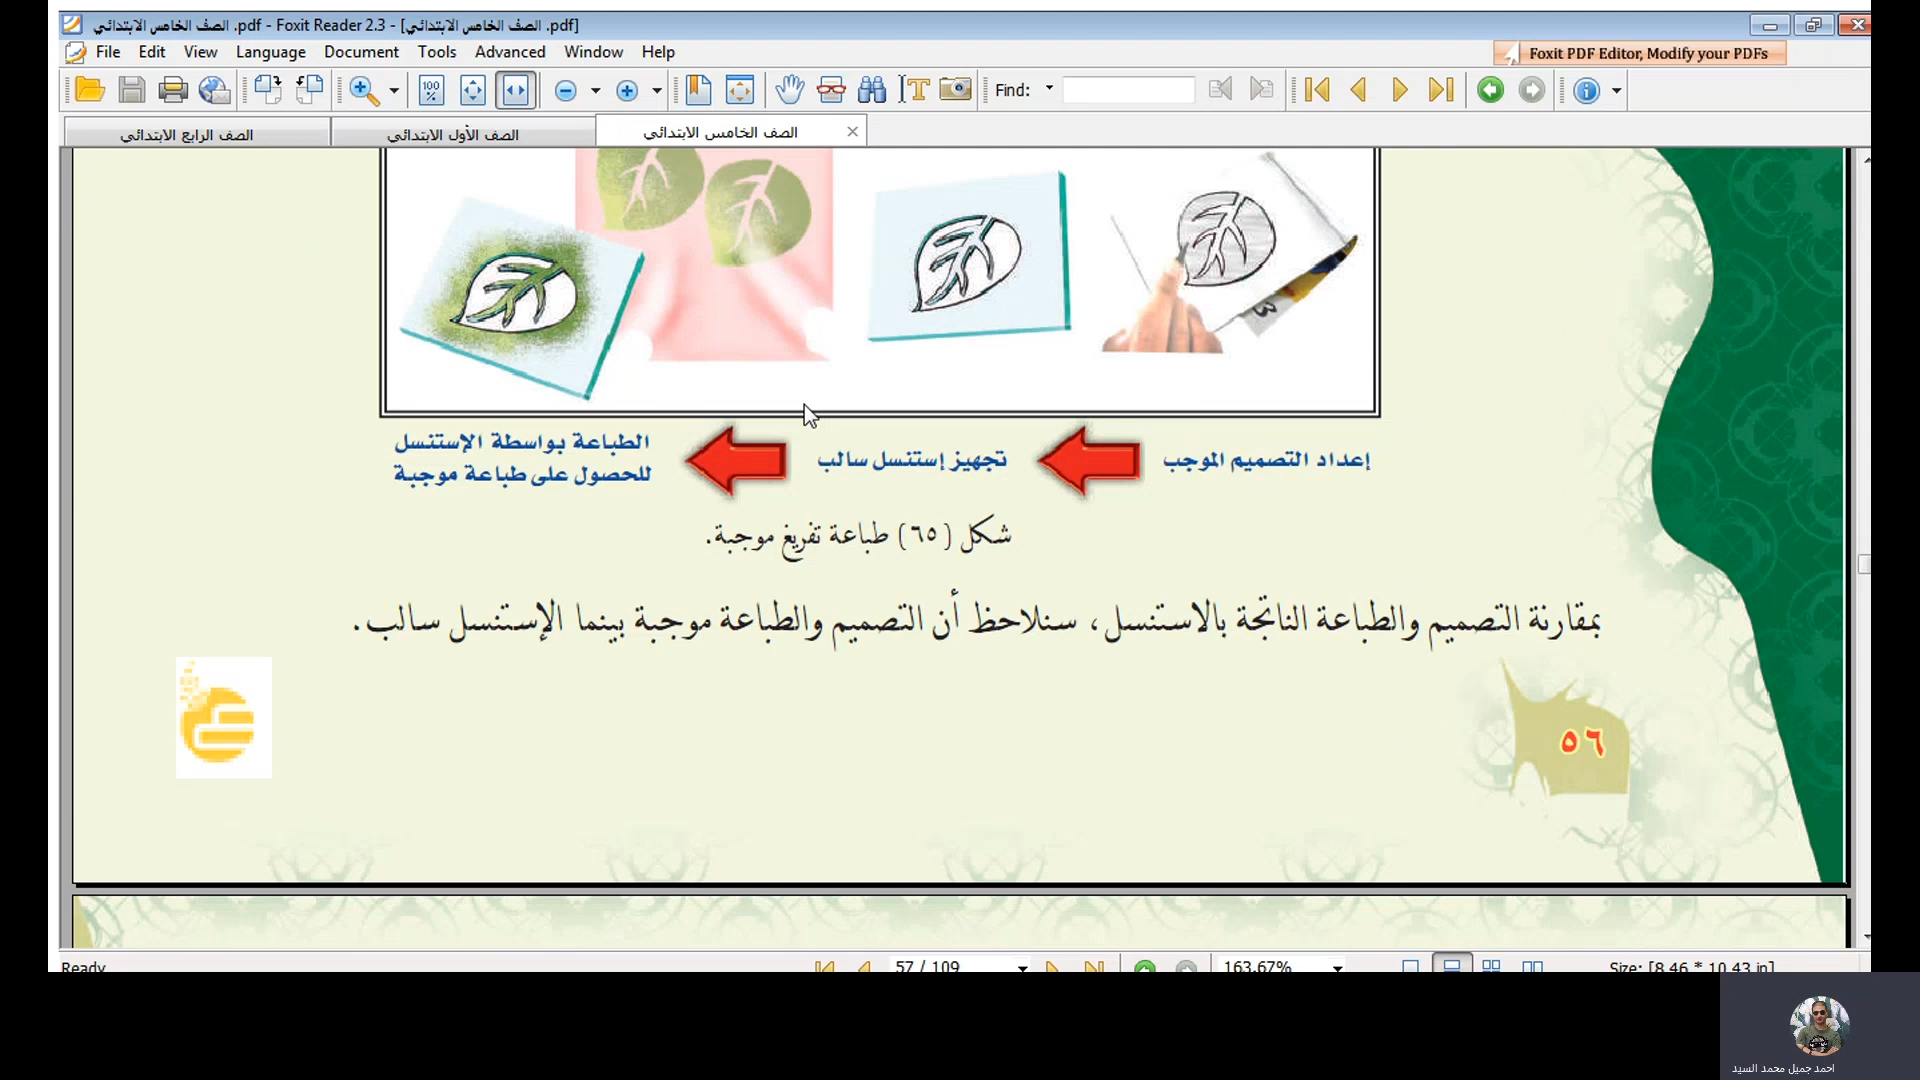 الصف الخامس الابتدائي .pdf - Foxit Reader 2.3 - [الصف الخامس الابتدائي .pdf]
File Edit View Language Document Tools Advanced Window Help
Foxit PDF Editor, Modify your PDFs
Find:
الصف الرابع الابتدائي
الصف الأول الابتدائي
الصف الخامس الابتدائي
إعداد التصميم الموجب
تجهيز إستنسل سالب
الطباعة بواسطة الإستنسل
للحصول على طباعة موجبة
شكل (٦٥) طباعة تفريغ موجبة.
بمقارنة التصميم والطباعة الناتجة بالاستنسل، سنلاحظ أن التصميم والطباعة موجبة بينما الإستنسل سالب.
٥٦
Ready
57 / 109
163.67%
Size: [8.46 * 10.43 in]
احمد جميل محمد السيد